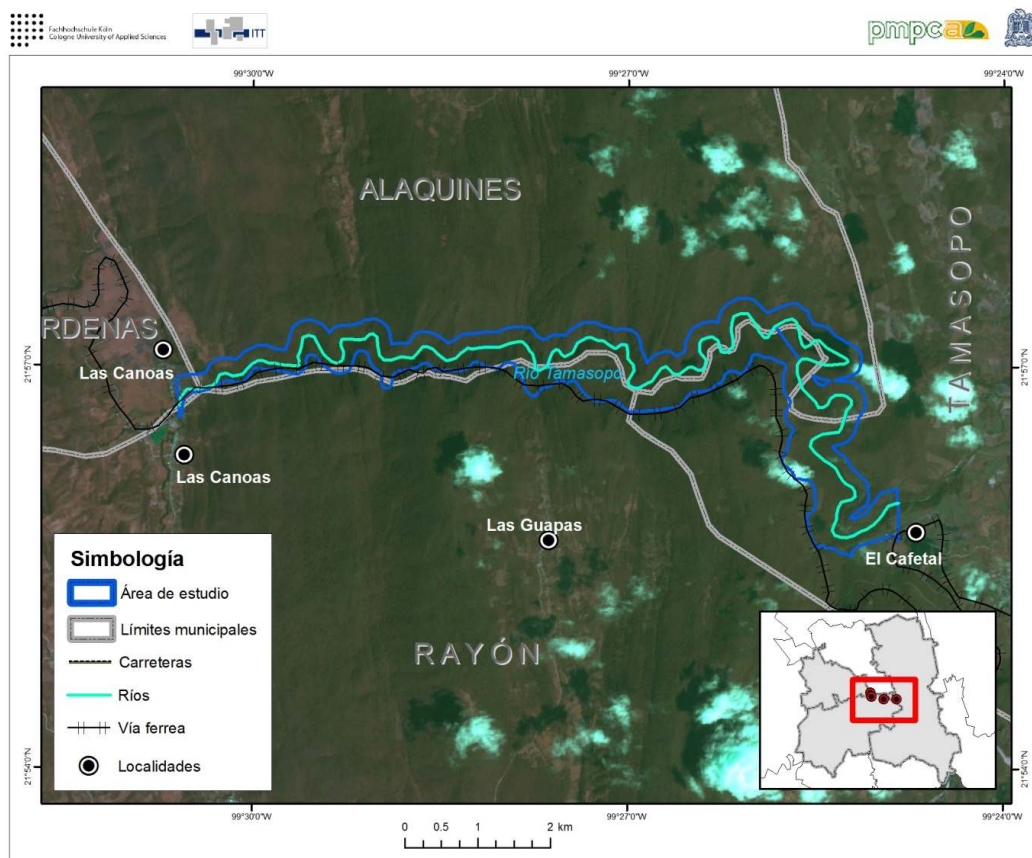 Fachhochschule Köln
Cologne University of Applied Sciences
ITT
pmpca
99°30'0"W
99°27'0"W
99°24'0"W
ALAQUINES
TAMASOPO
RDENAS
21°57'0"N
21°57'0"N
Las Canoas
Río Tamasopo
Las Canoas
Las Guapas
El Cafetal
RAYÓN
Simbología
Área de estudio
Límites municipales
Carreteras
Ríos
Vía ferrea
Localidades
21°54'0"N
21°54'0"N
99°30'0"W
99°27'0"W
99°24'0"W
0 0.5 1 2 km